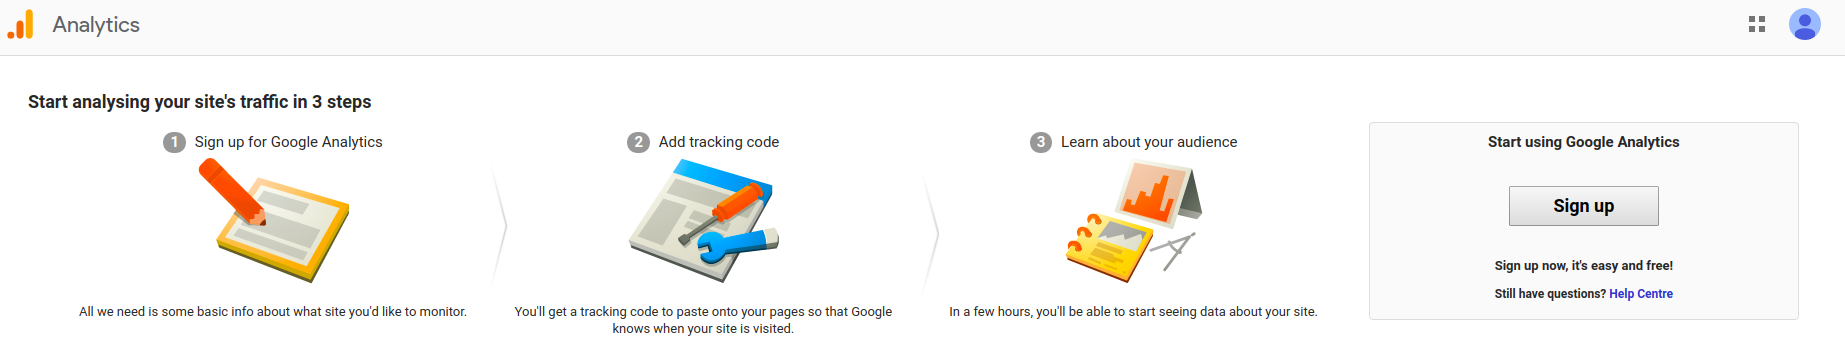 Analytics
Start analysing your site's traffic in 3 steps
1 Sign up for Google Analytics
All we need is some basic info about what site you'd like to monitor.
2 Add tracking code
You'll get a tracking code to paste onto your pages so that Google
knows when your site is visited.
3 Learn about your audience
In a few hours, you'll be able to start seeing data about your site.
Start using Google Analytics
Sign up
Sign up now, it's easy and free!
Still have questions? Help Centre